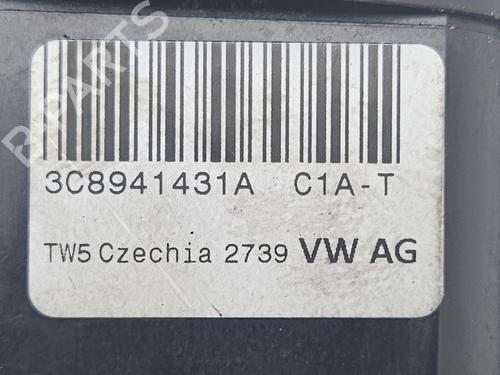 3C8941431A C1A-T
TW5 Czechia 2739 VW AG
B-PARTS